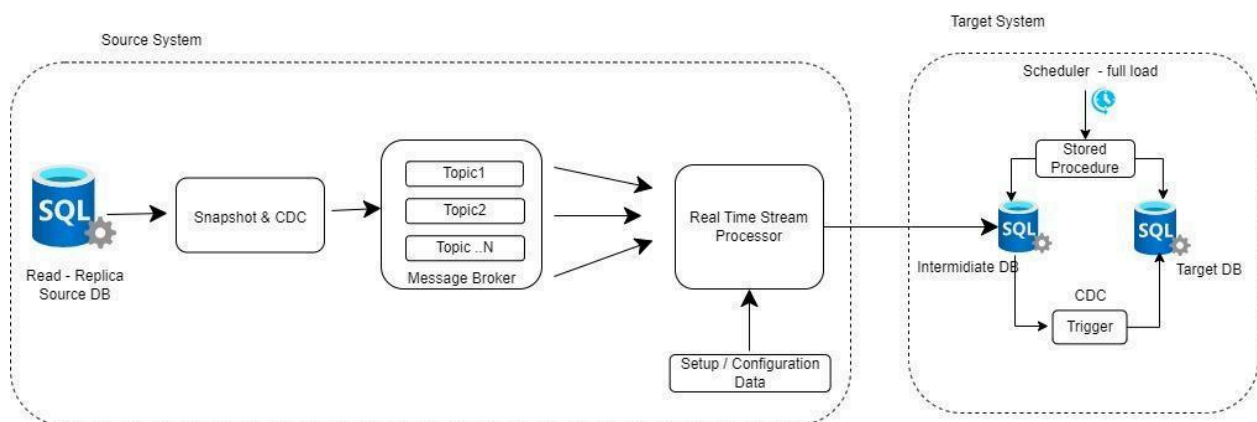 Source System
Target System
Scheduler - full load
Stored
Procedure
Topic1
Topic2
Topic ..N
Message Broker
SQL
Read - Replica
Source DB
Snapshot & CDC
Real Time Stream
Processor
SQL
Intermidiate DB
SQL
Target DB
CDC
Trigger
Setup / Configuration
Data